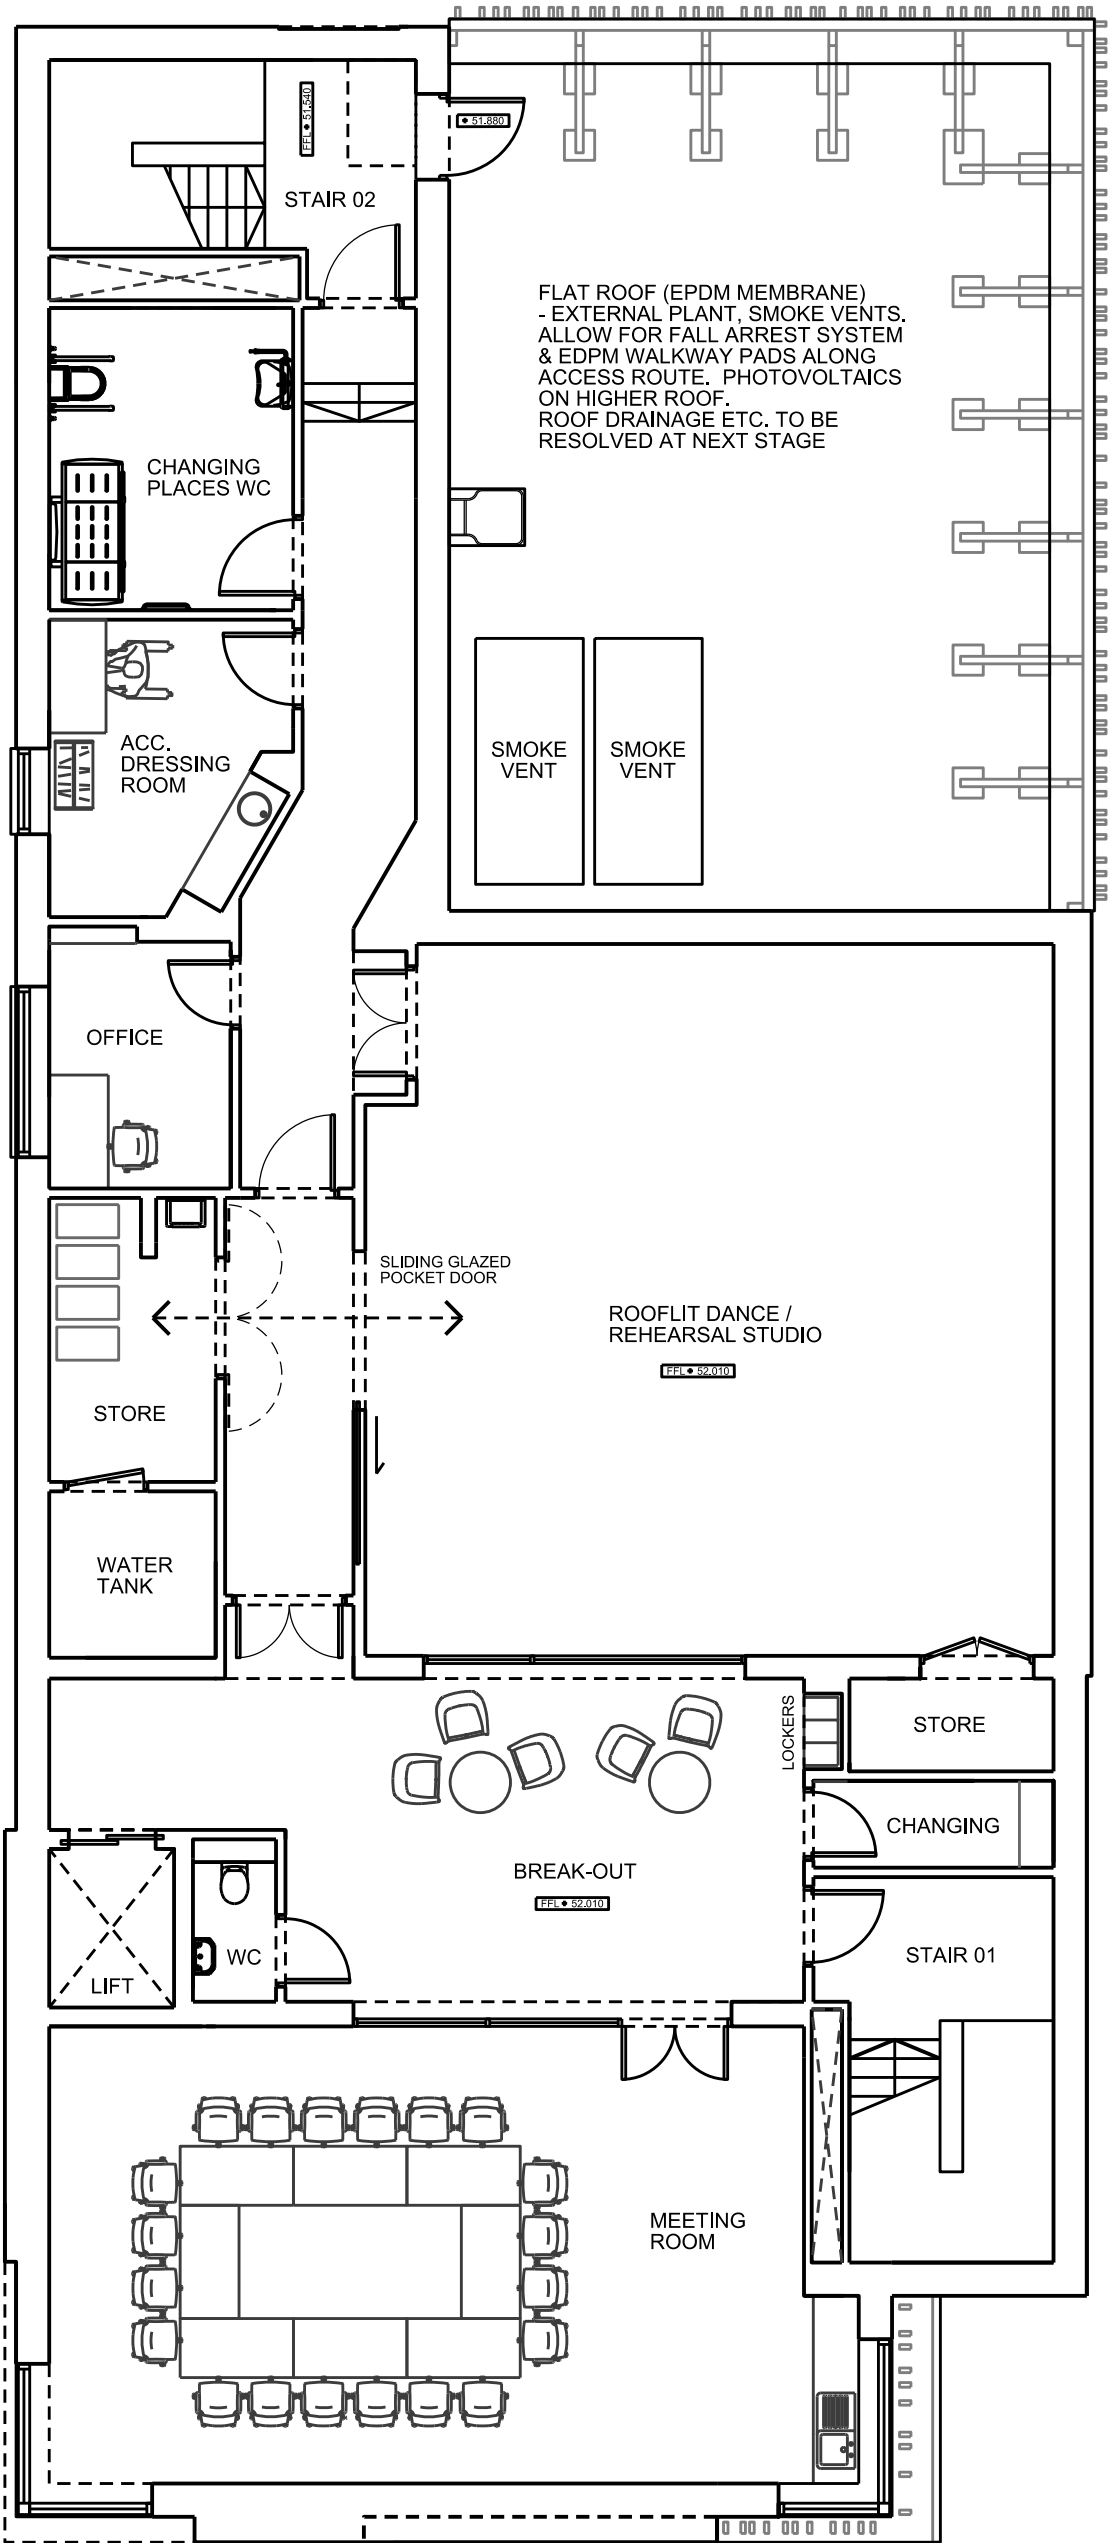 FFL 51.540
51.880
STAIR 02
FLAT ROOF (EPDM MEMBRANE)
- EXTERNAL PLANT, SMOKE VENTS.
ALLOW FOR FALL ARREST SYSTEM
& EDPM WALKWAY PADS ALONG
ACCESS ROUTE. PHOTOVOLTAICS
ON HIGHER ROOF.
ROOF DRAINAGE ETC. TO BE
RESOLVED AT NEXT STAGE
CHANGING
PLACES WC
ACC.
DRESSING
ROOM
SMOKE
VENT
SMOKE
VENT
OFFICE
SLIDING GLAZED
POCKET DOOR
ROOFLIT DANCE /
REHEARSAL STUDIO
FFL 52.010
STORE
WATER
TANK
LOCKERS
STORE
CHANGING
BREAK-OUT
FFL 52.010
WC
LIFT
STAIR 01
MEETING
ROOM